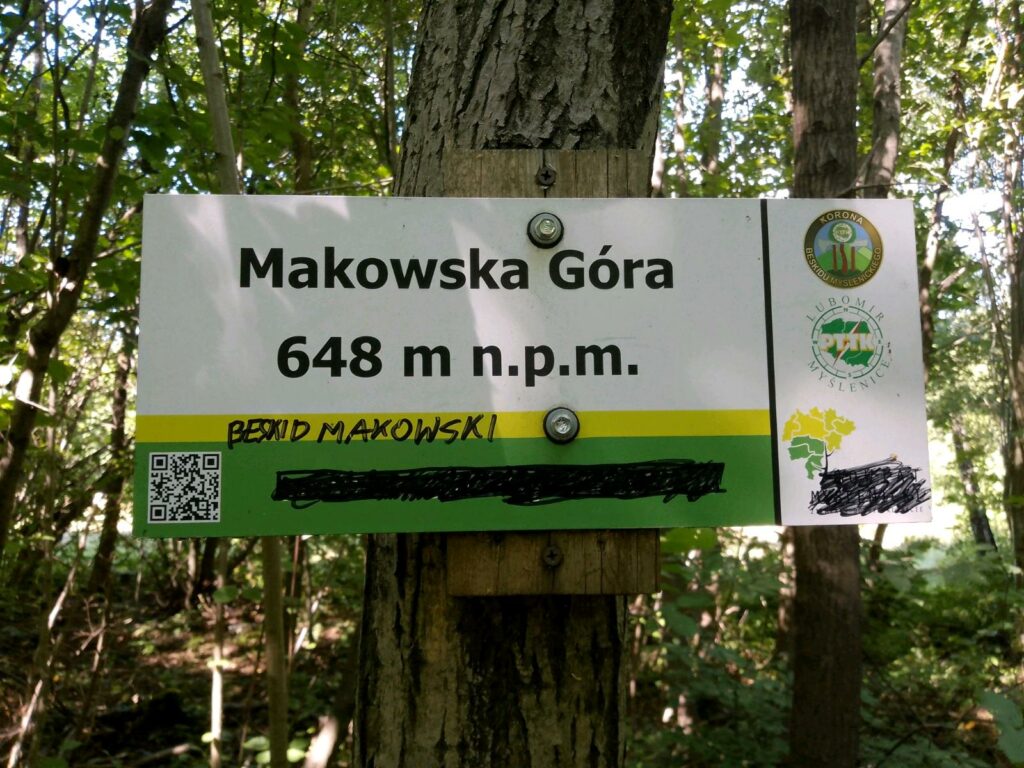 Makowska Góra
648 m n.p.m.
BESKID MAKOWSKI
KORONA
BESKIDU MYŚLENICKIEGO
LUBOMIR
PTTK
MYŚLENICE